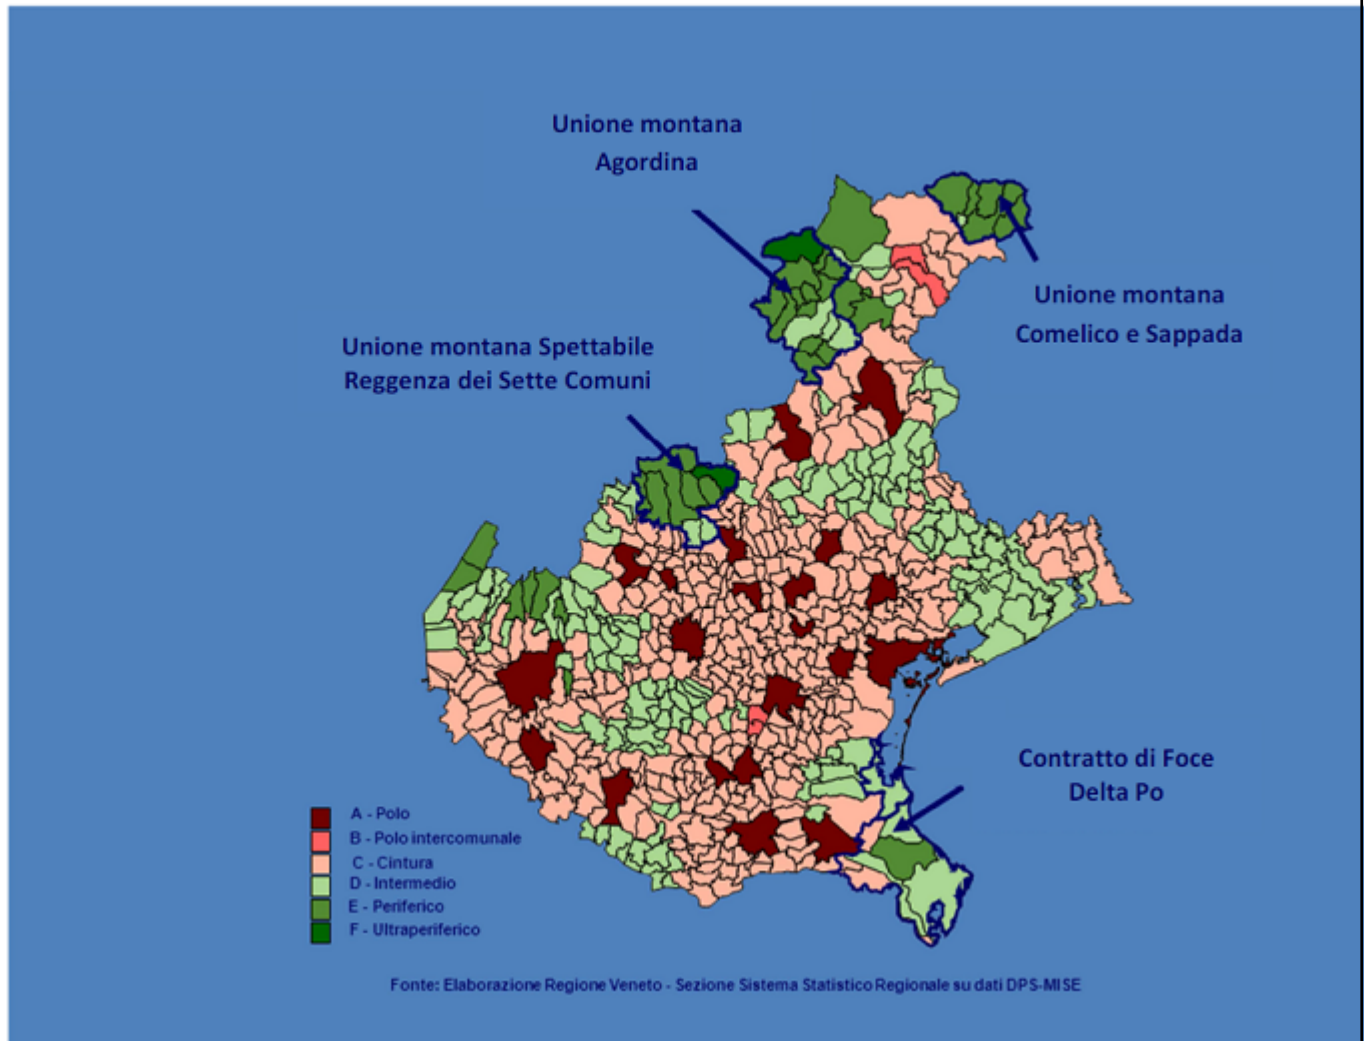 Unione montana
Agordina
Unione montana
Comelico e Sappada
Unione montana Spettabile
Reggenza dei Sette Comuni
Contratto di Foce
Delta Po
A - Polo
B - Polo intercomunale
C - Cintura
D - Intermedio
E - Periferico
F - Ultraperiferico
Fonte: Elaborazione Regione Veneto - Sezione Sistema Statistico Regionale su dati DPS-MISE